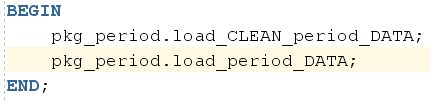 BEGIN
    pkg_period.load_CLEAN_period_DATA;
    pkg_period.load_period_DATA;
END;